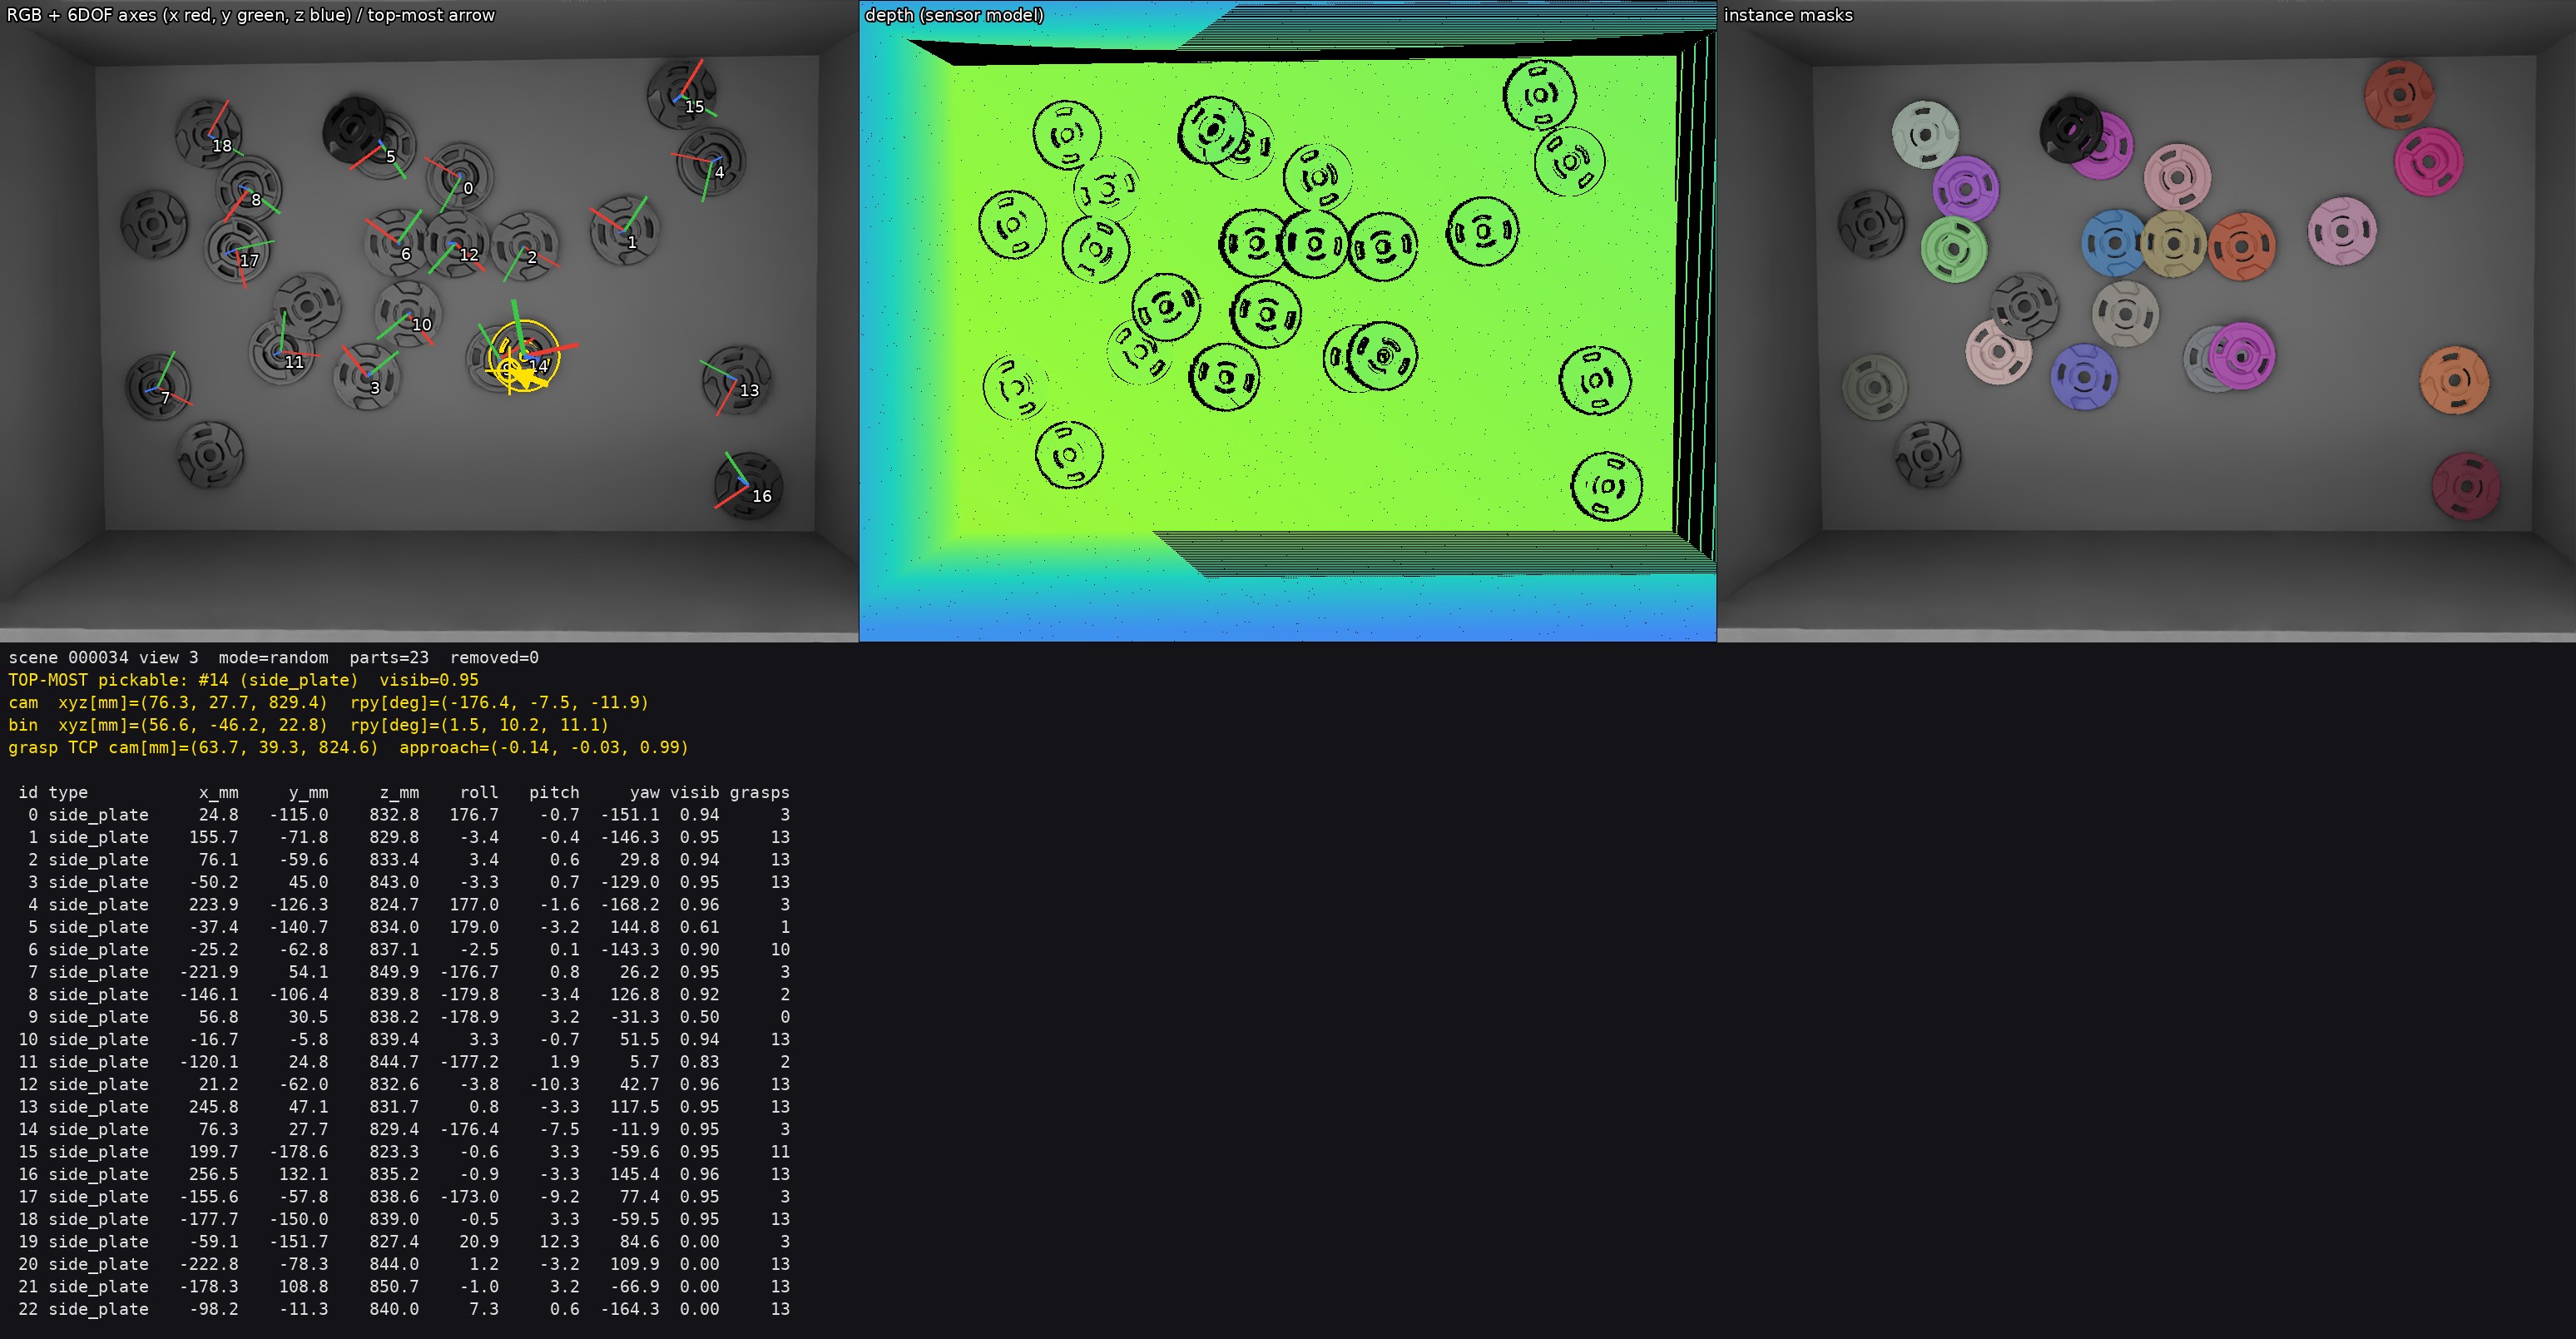 RGB + 6DOF axes (x red, y green, z blue) / top-most arrow
depth (sensor model)
instance masks
15
18
5
4
0
8
1
6
12
2
17
10
14
11
3
7
13
16
scene 000034 view 3  mode=random  parts=23  removed=0
TOP-MOST pickable: #14 (side_plate)  visib=0.95
cam  xyz[mm]=(76.3, 27.7, 829.4)  rpy[deg]=(-176.4, -7.5, -11.9)
bin  xyz[mm]=(56.6, -46.2, 22.8)  rpy[deg]=(1.5, 10.2, 11.1)
grasp TCP cam[mm]=(63.7, 39.3, 824.6)  approach=(-0.14, -0.03, 0.99)
id type x_mm y_mm z_mm roll pitch yaw visib grasps
0 side_plate 24.8 -115.0 832.8 176.7 -0.7 -151.1 0.94 3
1 side_plate 155.7 -71.8 829.8 -3.4 -0.4 -146.3 0.95 13
2 side_plate 76.1 -59.6 833.4 3.4 0.6 29.8 0.94 13
3 side_plate -50.2 45.0 843.0 -3.3 0.7 -129.0 0.95 13
4 side_plate 223.9 -126.3 824.7 177.0 -1.6 -168.2 0.96 3
5 side_plate -37.4 -140.7 834.0 179.0 -3.2 144.8 0.61 1
6 side_plate -25.2 -62.8 837.1 -2.5 0.1 -143.3 0.90 10
7 side_plate -221.9 54.1 849.9 -176.7 0.8 26.2 0.95 3
8 side_plate -146.1 -106.4 839.8 -179.8 -3.4 126.8 0.92 2
9 side_plate 56.8 30.5 838.2 -178.9 3.2 -31.3 0.50 0
10 side_plate -16.7 -5.8 839.4 3.3 -0.7 51.5 0.94 13
11 side_plate -120.1 24.8 844.7 -177.2 1.9 5.7 0.83 2
12 side_plate 21.2 -62.0 832.6 -3.8 -10.3 42.7 0.96 13
13 side_plate 245.8 47.1 831.7 0.8 -3.3 117.5 0.95 13
14 side_plate 76.3 27.7 829.4 -176.4 -7.5 -11.9 0.95 3
15 side_plate 199.7 -178.6 823.3 -0.6 3.3 -59.6 0.95 11
16 side_plate 256.5 132.1 835.2 -0.9 -3.3 145.4 0.96 13
17 side_plate -155.6 -57.8 838.6 -173.0 -9.2 77.4 0.95 3
18 side_plate -177.7 -150.0 839.0 -0.5 3.3 -59.5 0.95 13
19 side_plate -59.1 -151.7 827.4 20.9 12.3 84.6 0.00 3
20 side_plate -222.8 -78.3 844.0 1.2 -3.2 109.9 0.00 13
21 side_plate -178.3 108.8 850.7 -1.0 3.2 -66.9 0.00 13
22 side_plate -98.2 -11.3 840.0 7.3 0.6 -164.3 0.00 13